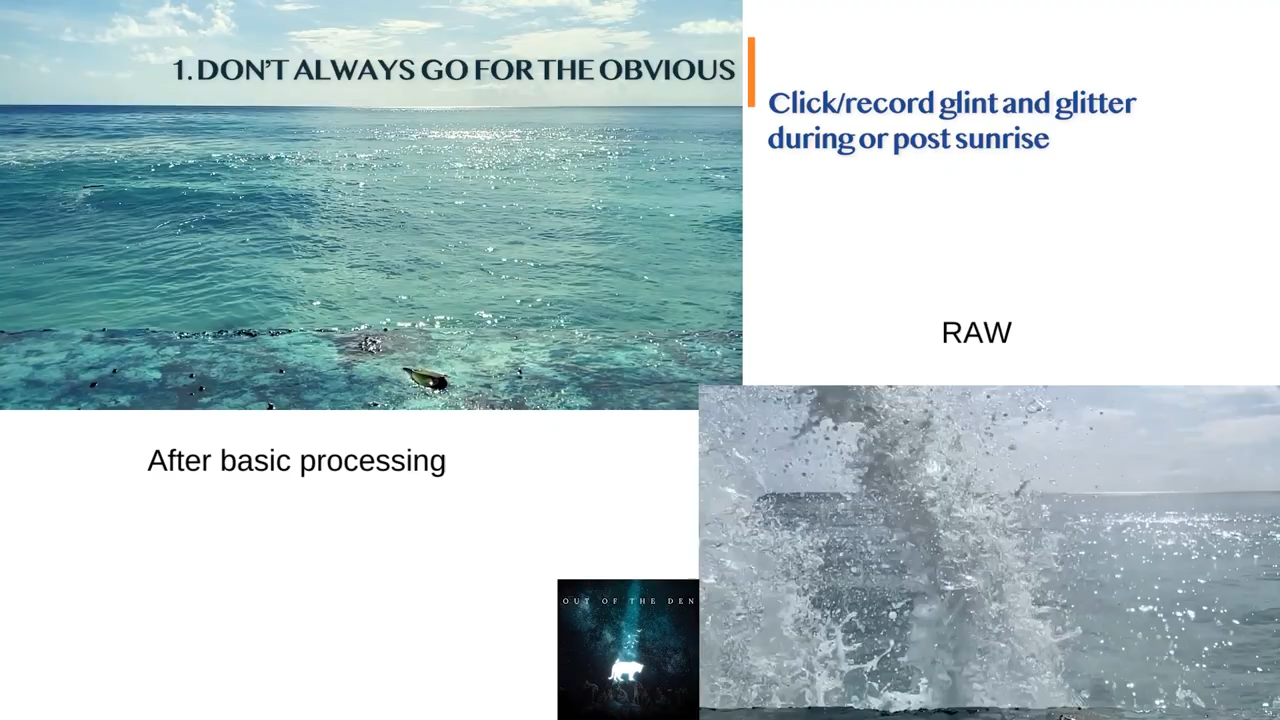 1. DON'T ALWAYS GO FOR THE OBVIOUS
Click/record glint and glitter
during or post sunrise
RAW
After basic processing
OUT OF THE DEN